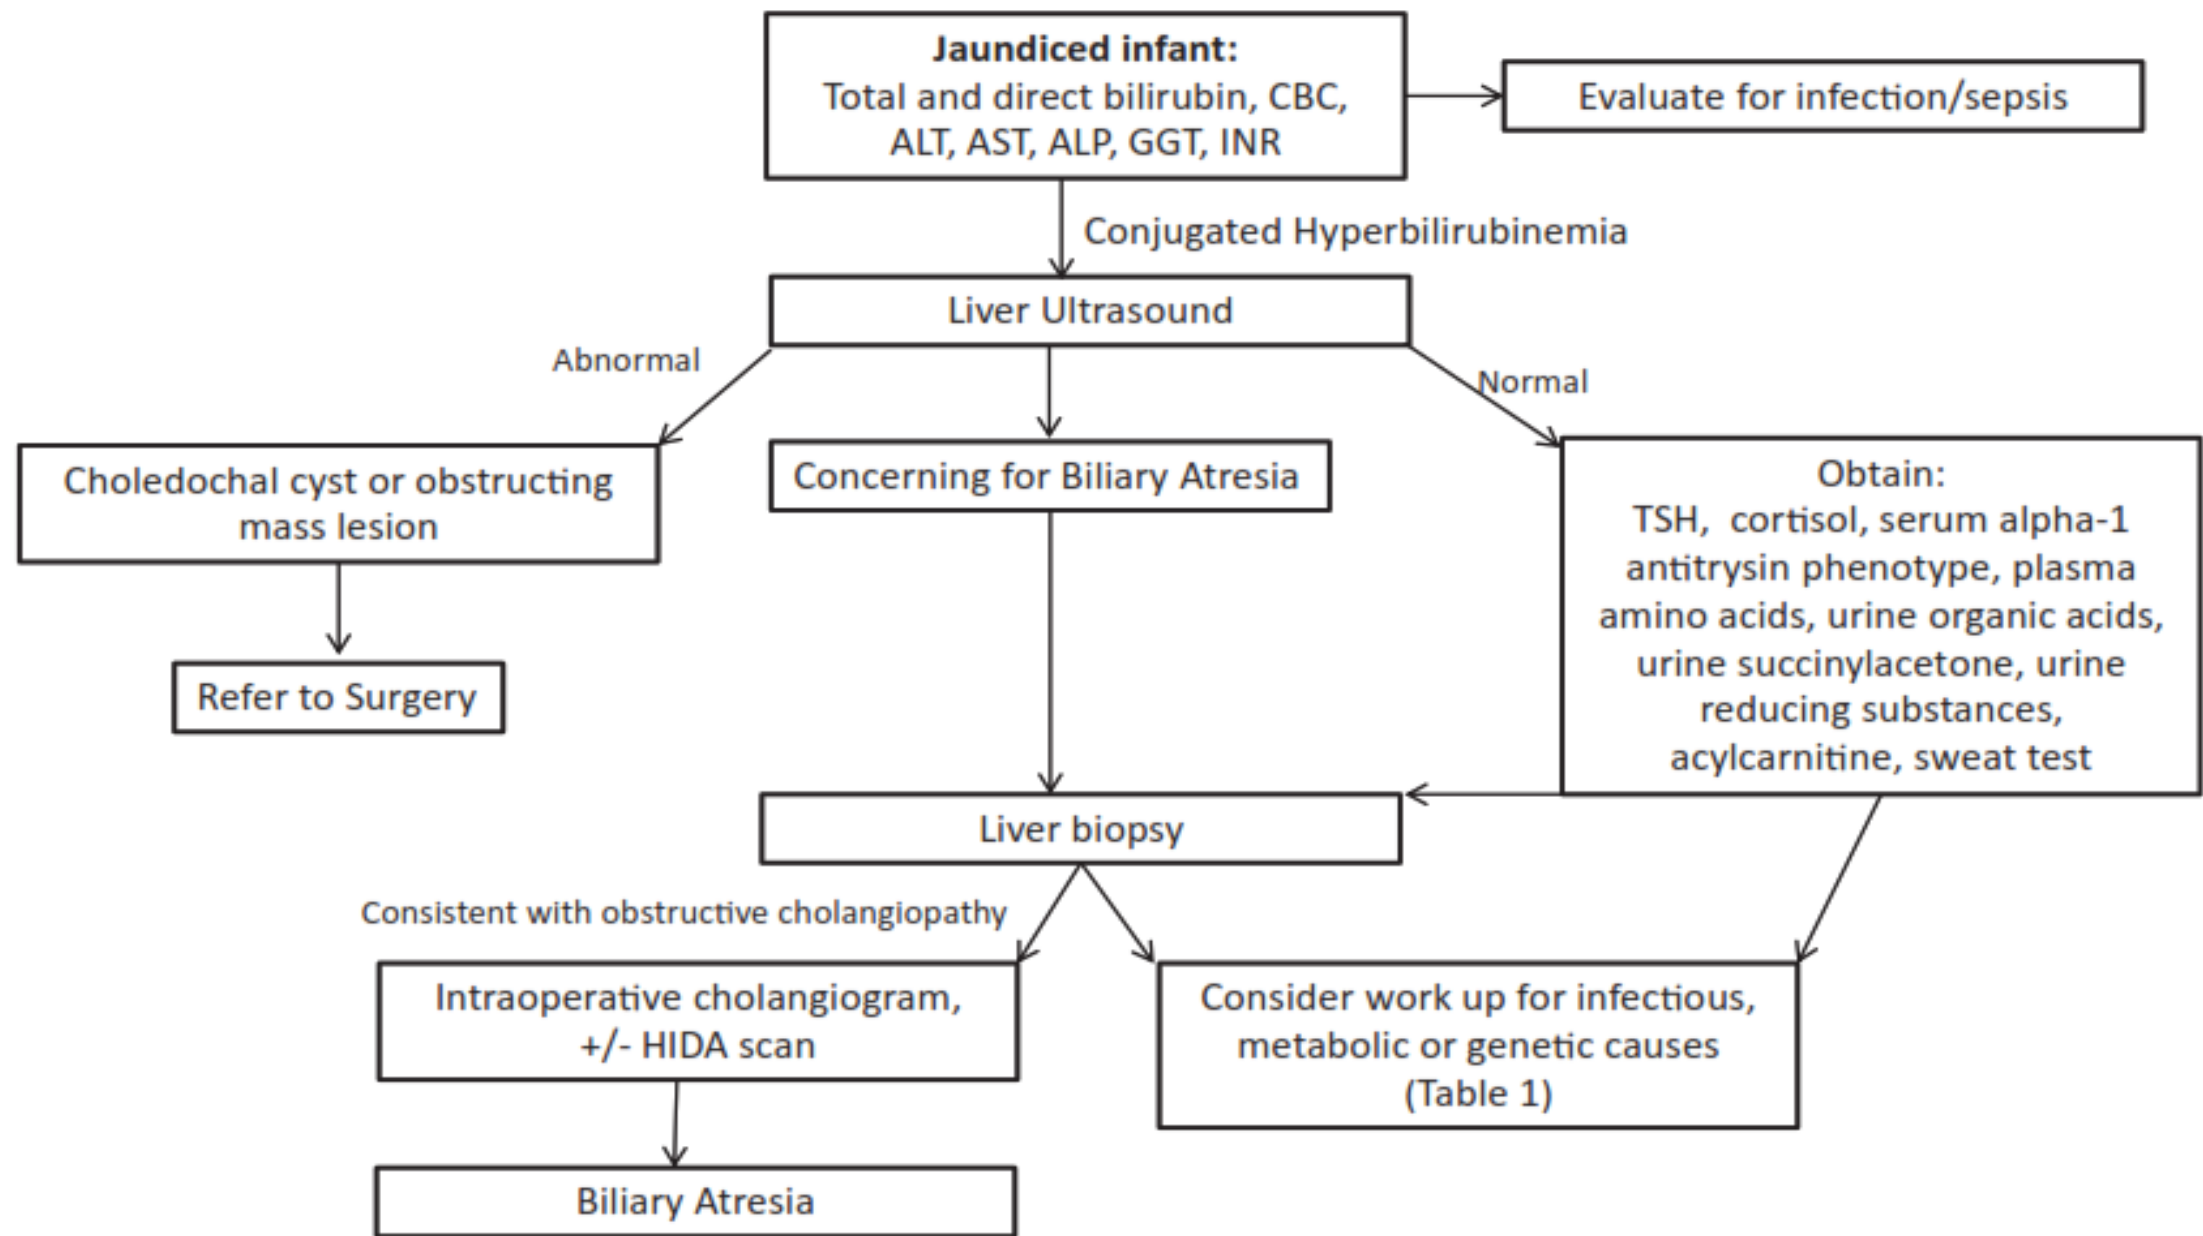 Jaundiced infant:
Total and direct bilirubin, CBC,
ALT, AST, ALP, GGT, INR
Evaluate for infection/sepsis
Conjugated Hyperbilirubinemia
Liver Ultrasound
Abnormal
Normal
Choledochal cyst or obstructing
mass lesion
Concerning for Biliary Atresia
Obtain:
TSH, cortisol, serum alpha-1
antitrysin phenotype, plasma
amino acids, urine organic acids,
urine succinylacetone, urine
reducing substances,
acylcarnitine, sweat test
Refer to Surgery
Liver biopsy
Consistent with obstructive cholangiopathy
Intraoperative cholangiogram,
+/- HIDA scan
Consider work up for infectious,
metabolic or genetic causes
(Table 1)
Biliary Atresia